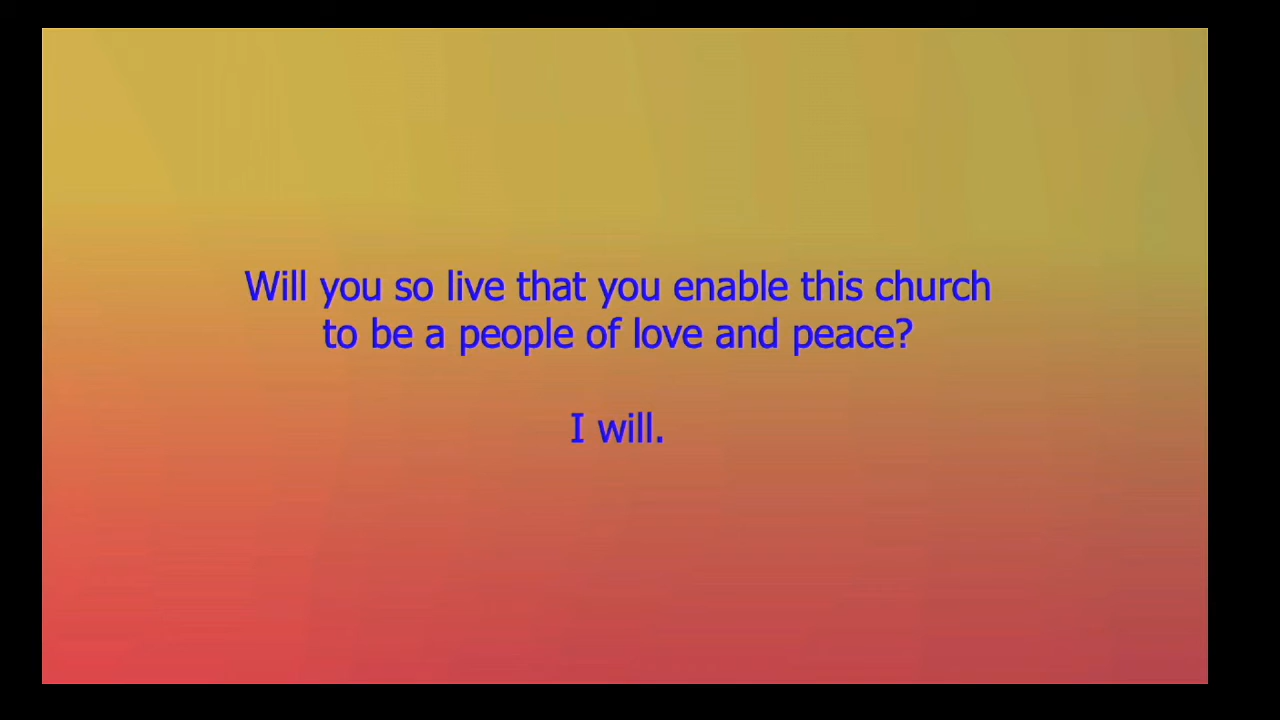 Will you so live that you enable this church
to be a people of love and peace?
I will.